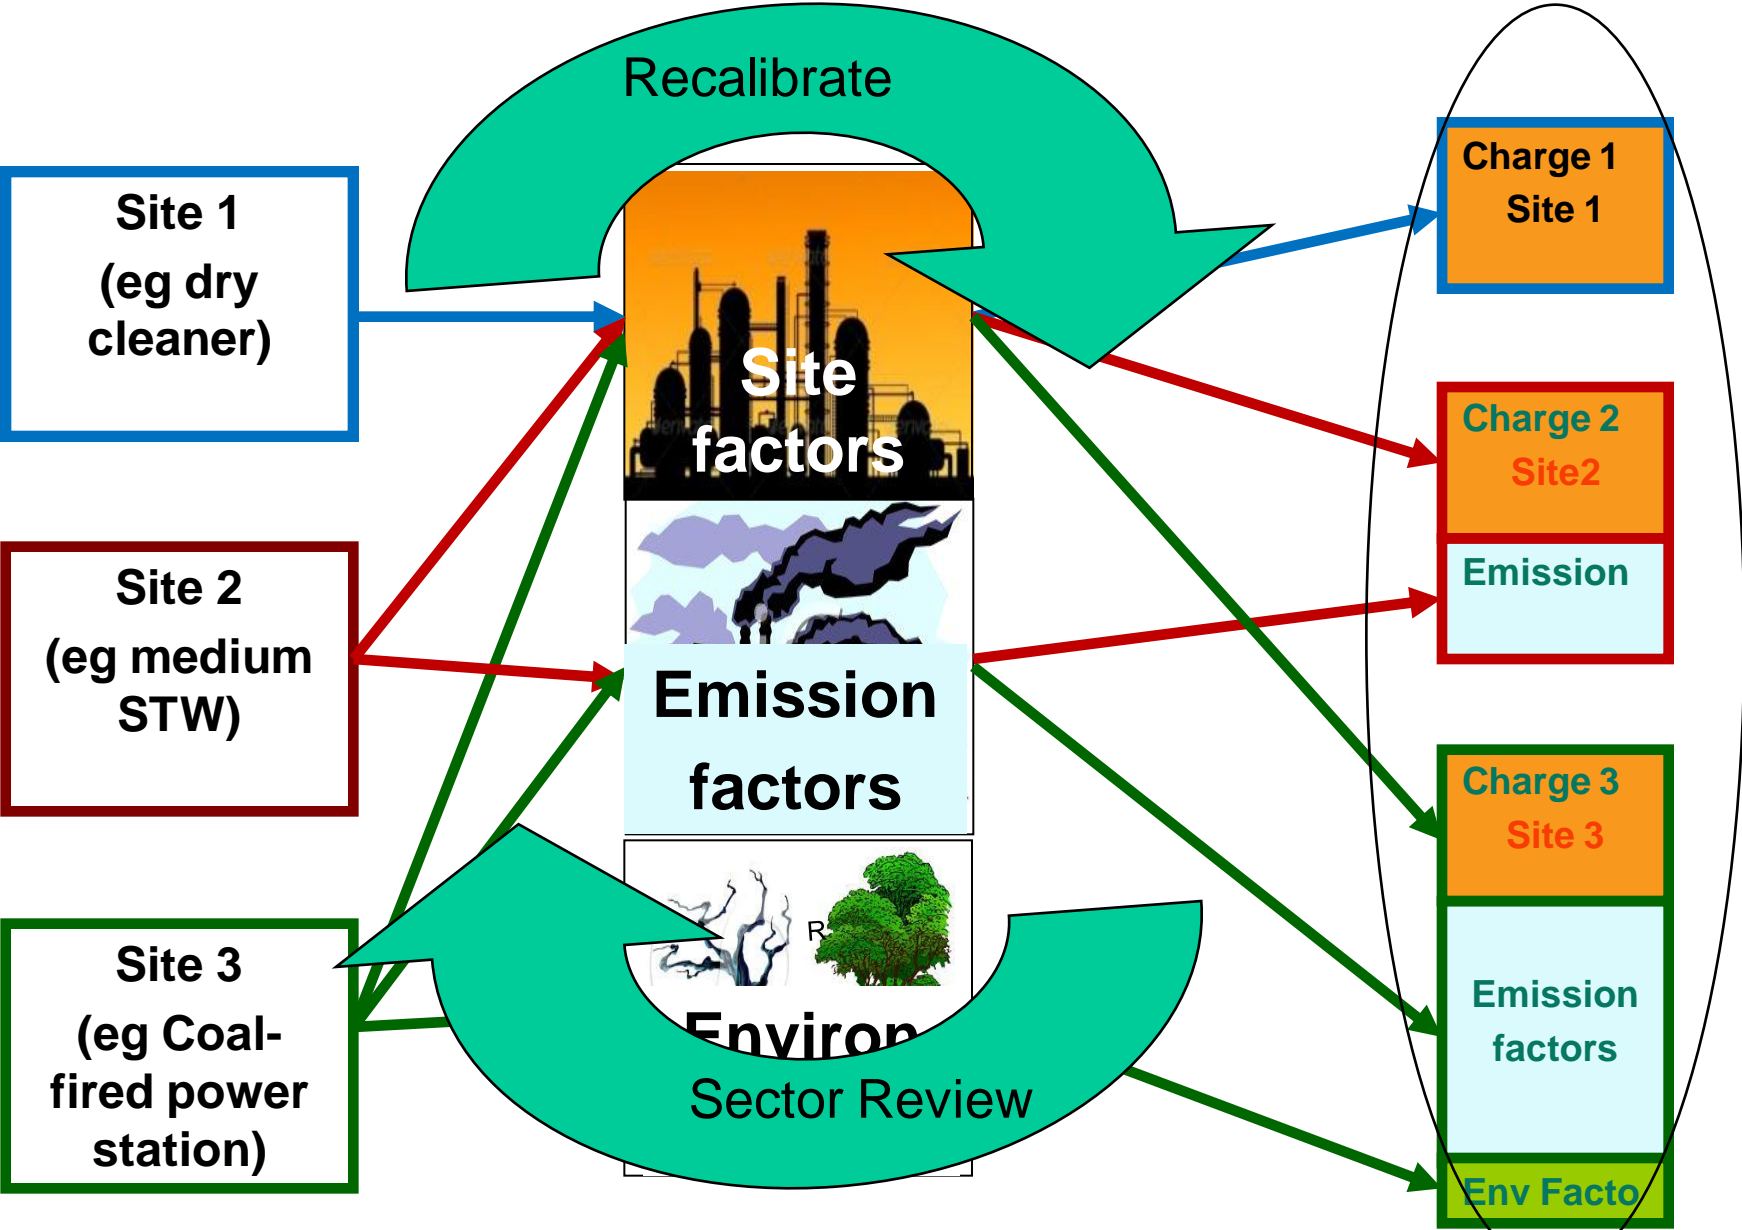 Recalibrate
Site 1
(eg dry
cleaner)
Site 2
(eg medium
STW)
Site 3
(eg Coal-
fired power
station)
Site
factors
Emission
factors
R
Environ
Sector Review
Charge 1
Site 1
Charge 2
Site2
Emission
Charge 3
Site 3
Emission
factors
Env Facto